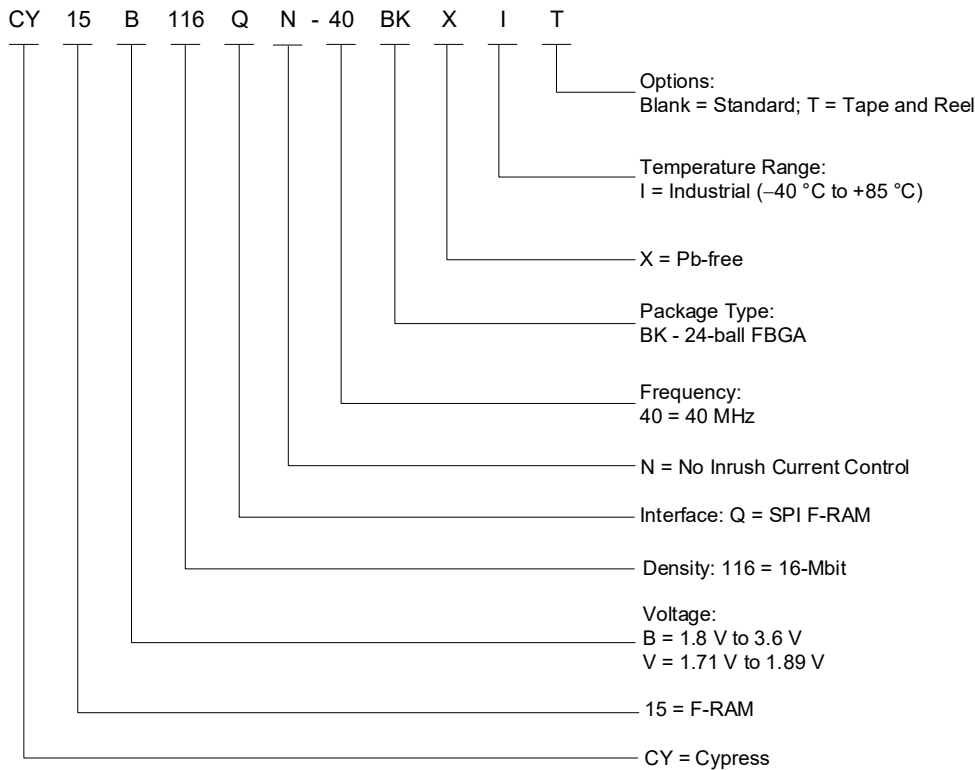 CY 15 B 116 Q N - 40 BK X I T
Options:
Blank = Standard; T = Tape and Reel
Temperature Range:
I = Industrial (–40 °C to +85 °C)
X = Pb-free
Package Type:
BK - 24-ball FBGA
Frequency:
40 = 40 MHz
N = No Inrush Current Control
Interface: Q = SPI F-RAM
Density: 116 = 16-Mbit
Voltage:
B = 1.8 V to 3.6 V
V = 1.71 V to 1.89 V
15 = F-RAM
CY = Cypress